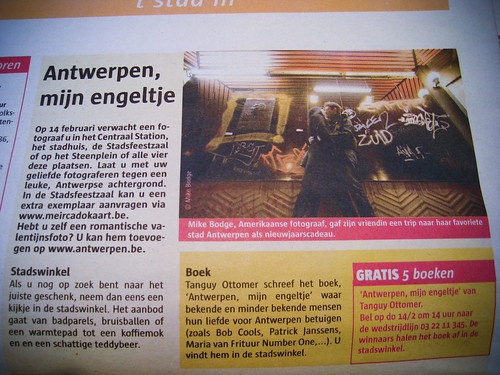 't stad in
oren
ur
olks-
ten-
86,
e
Antwerpen,
mijn engeltje
Op 14 februari verwacht een fo-
tograaf u in het Centraal Station,
het stadhuis, de Stadsfeestzaal
of op het Steenplein of alle vier
deze plaatsen. Laat u met uw
geliefde fotograferen tegen een
leuke, Antwerpse achtergrond.
In de Stadsfeestzaal kan u een
extra exemplaar aanvragen via
www.meircadokaart.be.
Hebt u zelf een romantische va-
lentijnsfoto? U kan hem toevoe-
gen op www.antwerpen.be.
Stadswinkel
Als u nog op zoek bent naar het
juiste geschenk, neem dan eens een
kijkje in de stadswinkel. Het aanbod
gaat van badparels, bruisballen of
een warmtepad tot een koffiemok
en en een schattige teddybeer.
ZUID
© Mike Bodge
Mike Bodge, Amerikaanse fotograaf, gaf zijn vriendin een trip naar haar favoriete
stad Antwerpen als nieuwjaarscadeau.
Boek
Tanguy Ottomer schreef het boek,
'Antwerpen, mijn engeltje' waar
bekende en minder bekende mensen
hun liefde voor Antwerpen betuigen
(zoals Bob Cools, Patrick Janssens,
Maria van Frituur Number One,...). U
vindt hem in de stadswinkel.
GRATIS 5 boeken
'Antwerpen, mijn engeltje' van
Tanguy Ottomer.
Bel op do 14/2 om 14 uur naar
de wedstrijdlijn 03 22 11 345. De
winnaars halen het boek af in de
stadswinkel.